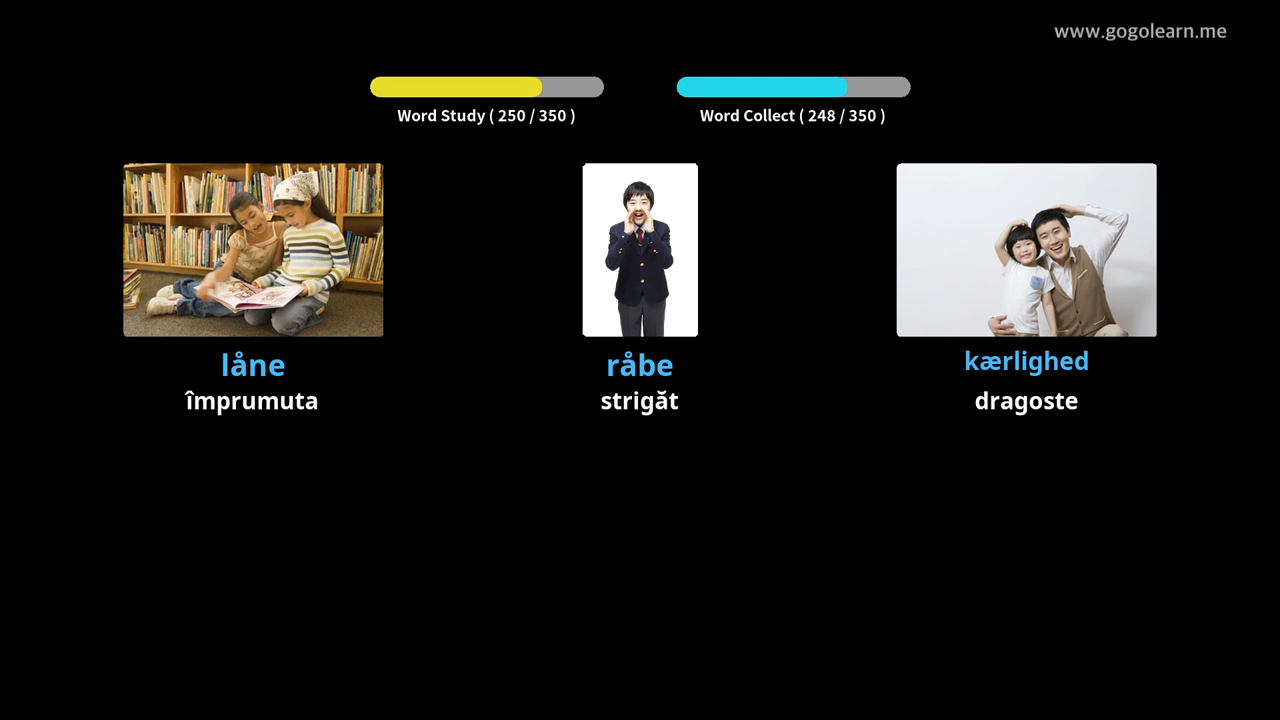 www.gogolearn.me
Word Study ( 250 / 350 )
Word Collect ( 248 / 350 )
låne
råbe
kærlighed
împrumuta
strigăt
dragoste